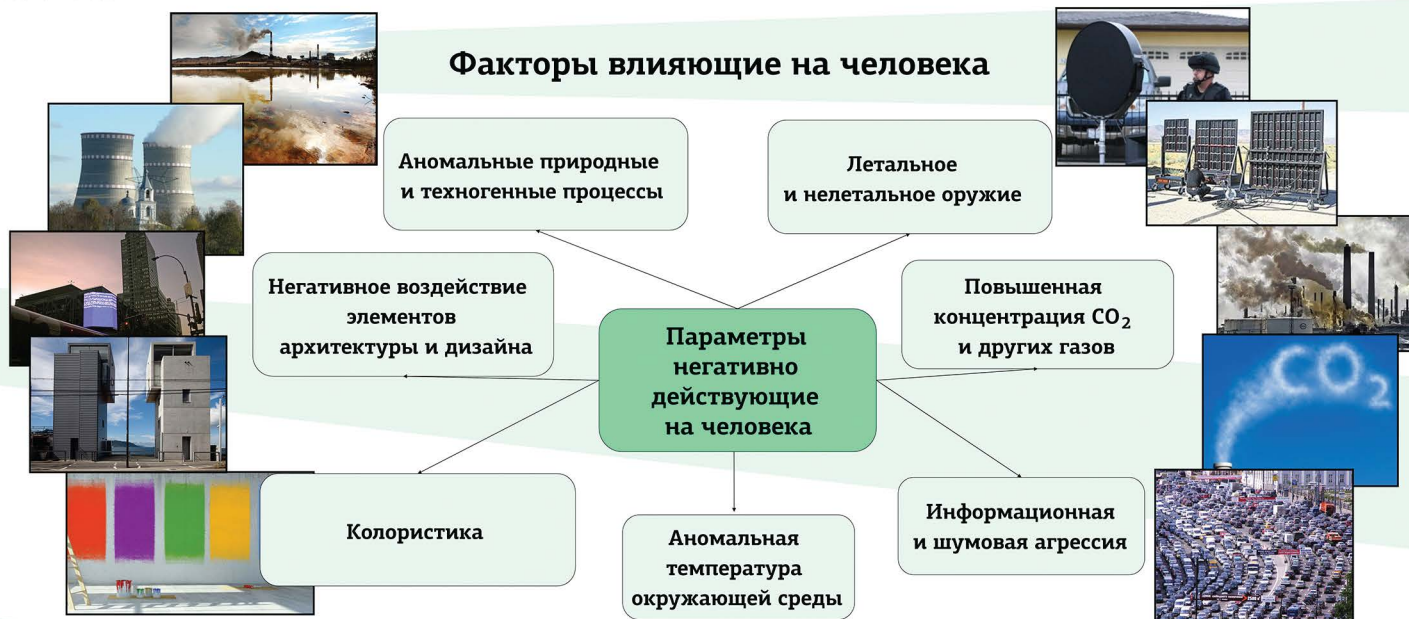 Факторы влияющие на человека
Аномальные природные
и техногенные процессы
Летальное
и нелетальное оружие
Негативное воздействие
элементов
архитектуры и дизайна
Повышенная
концентрация CO₂
и других газов
Параметры
негативно
действующие
на человека
CO₂
Колористика
Аномальная
температура
окружающей среды
Информационная
и шумовая агрессия